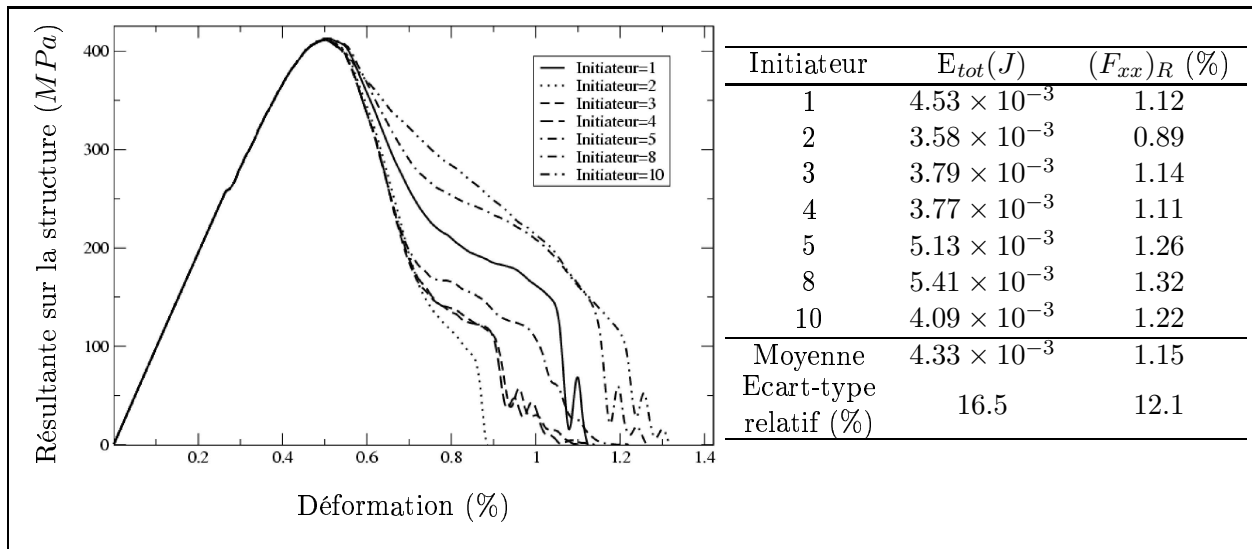 Résultante sur la structure (MPa)
400
300
200
100
0
0.2 0.4 0.6 0.8 1 1.2 1.4
Déformation (%)
Initiateur=1
Initiateur=2
Initiateur=3
Initiateur=4
Initiateur=5
Initiateur=8
Initiateur=10
Initiateur E_tot(J) (F_xx)_R (%)
1 4.53 × 10⁻³ 1.12
2 3.58 × 10⁻³ 0.89
3 3.79 × 10⁻³ 1.14
4 3.77 × 10⁻³ 1.11
5 5.13 × 10⁻³ 1.26
8 5.41 × 10⁻³ 1.32
10 4.09 × 10⁻³ 1.22
Moyenne 4.33 × 10⁻³ 1.15
Ecart-type
relatif (%) 16.5 12.1